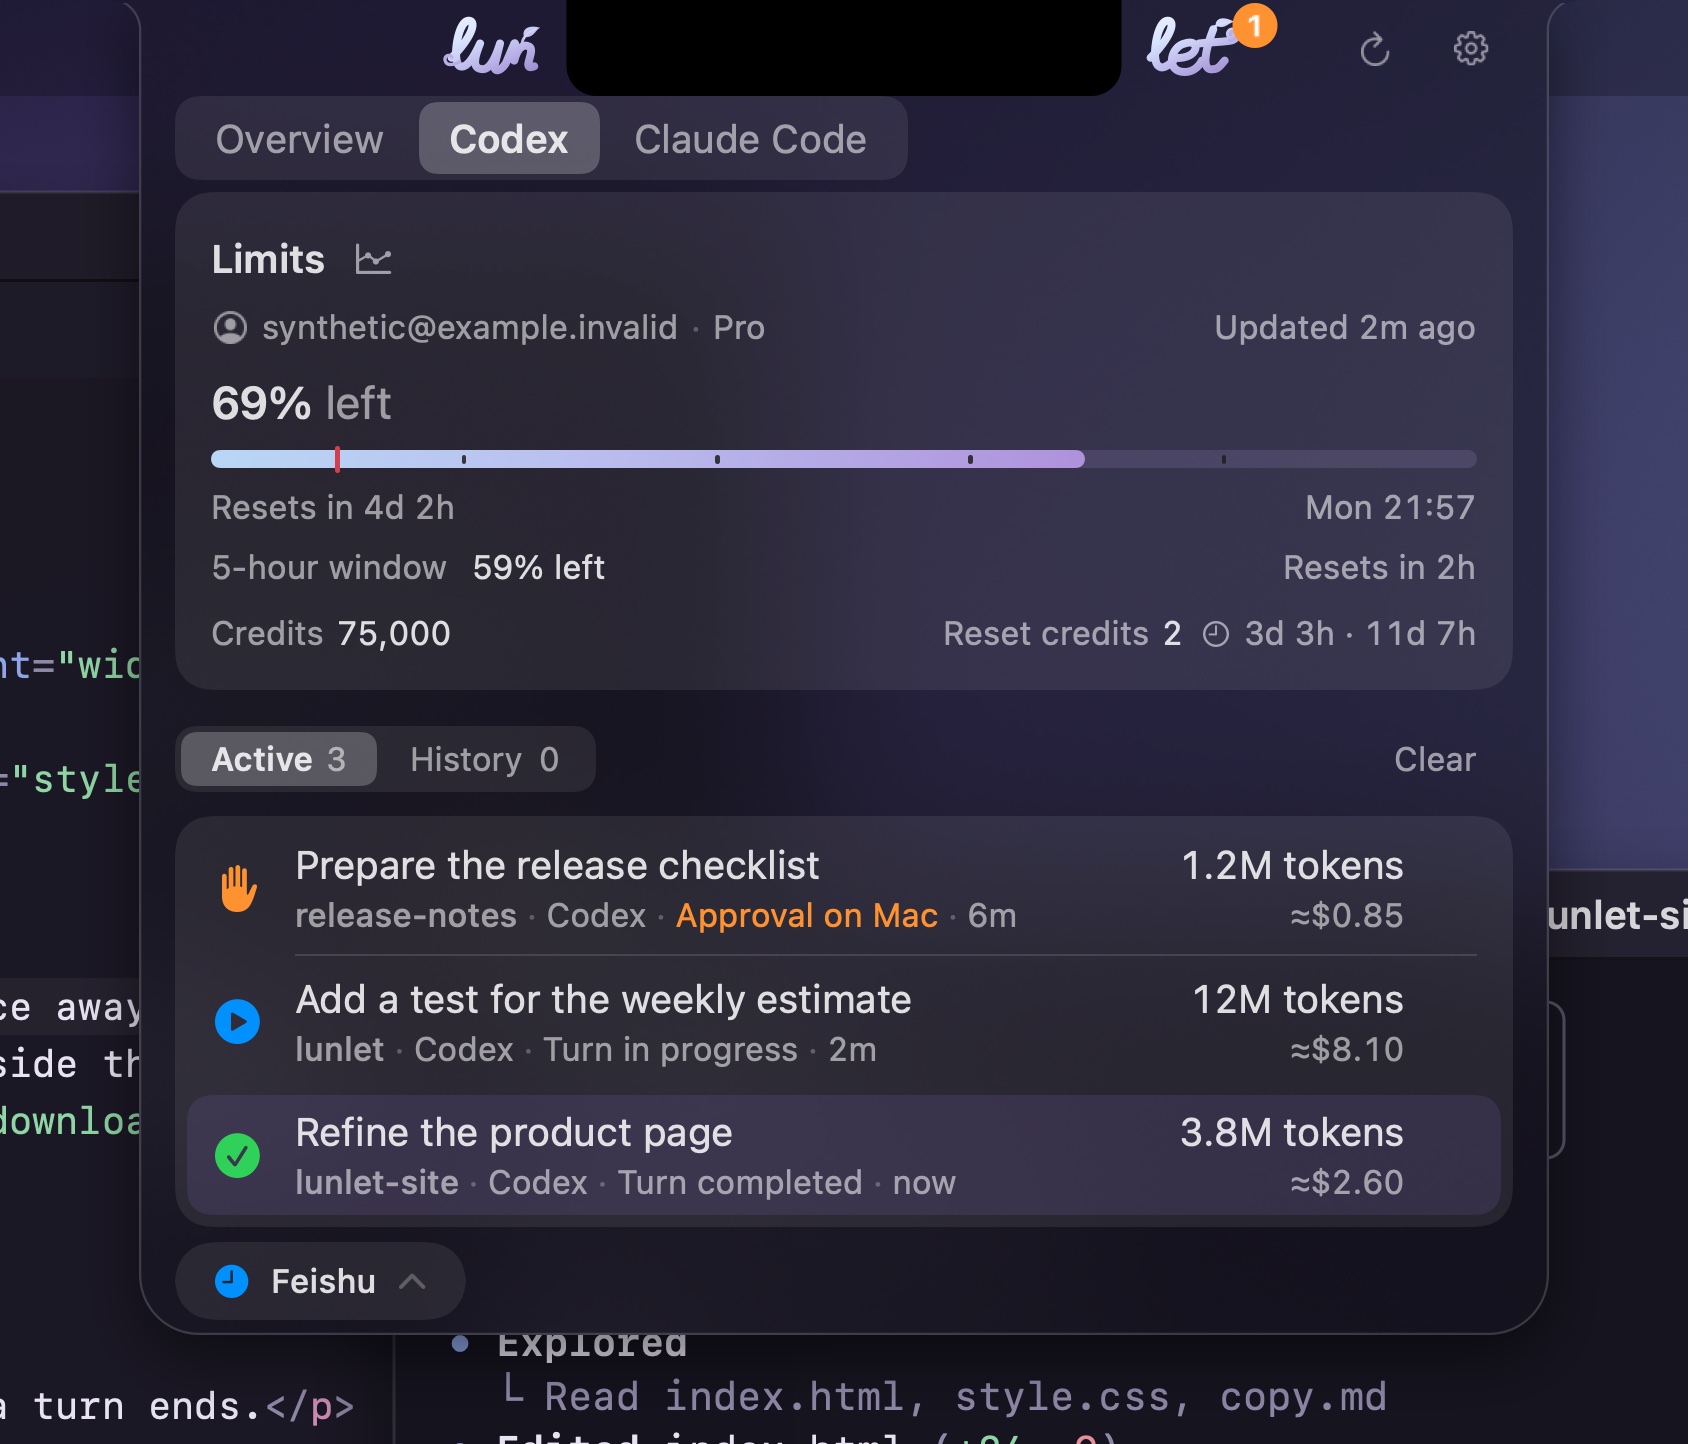 lun
let
1
Overview
Codex
Claude Code
Limits
synthetic@example.invalid · Pro
Updated 2m ago
69% left
Resets in 4d 2h
Mon 21:57
5-hour window 59% left
Resets in 2h
Credits 75,000
Reset credits 2 3d 3h · 11d 7h
nt="wid
="style
Active 3
History 0
Clear
Prepare the release checklist
1.2M tokens
release-notes · Codex · Approval on Mac · 6m
≈$0.85
unlet-si
Add a test for the weekly estimate
12M tokens
lunlet · Codex · Turn in progress · 2m
≈$8.10
ce away
side th
downloa
Refine the product page
3.8M tokens
lunlet-site · Codex · Turn completed · now
≈$2.60
Feishu
Explored
└ Read index.html, style.css, copy.md
a turn ends.</p>
Edited index.html